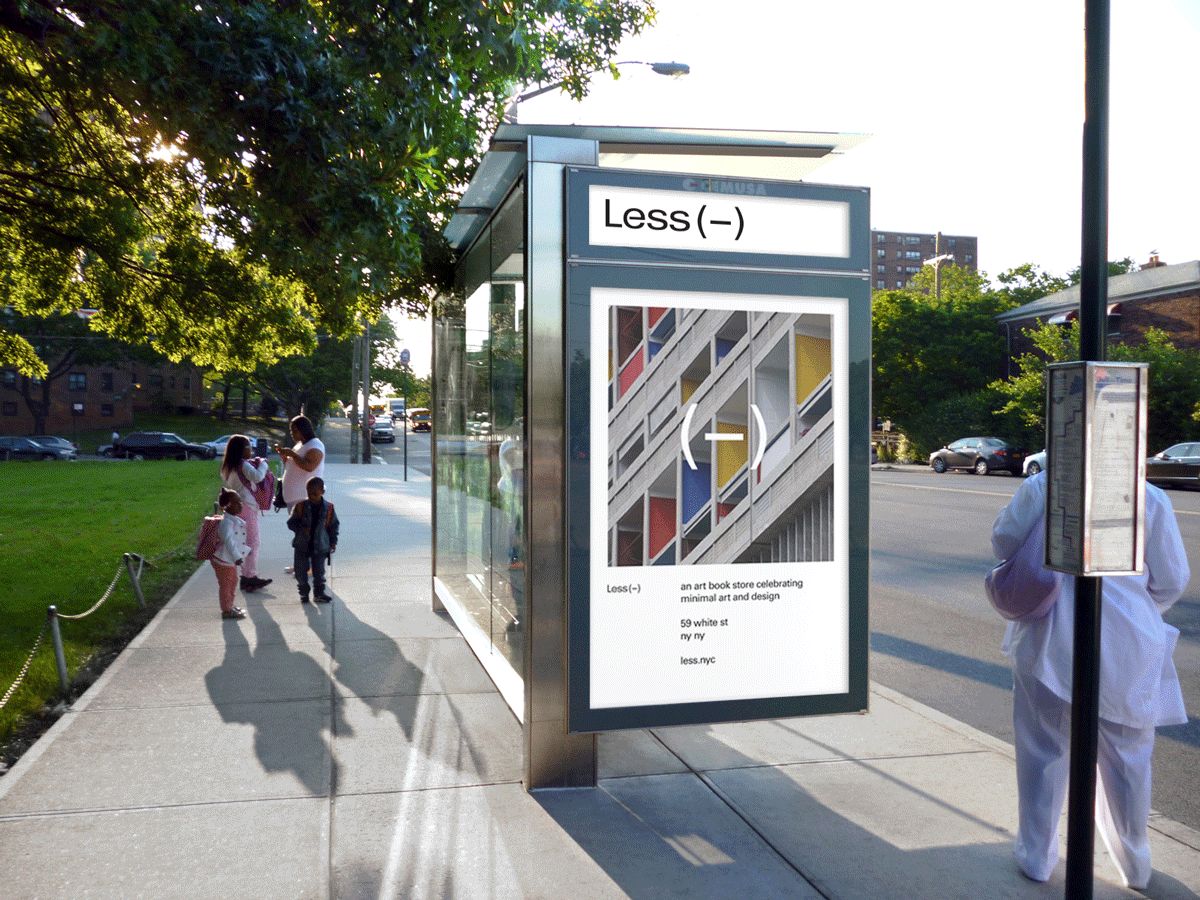 CEMUSA
Less (–)
(–)
Less (–)
an art book store celebrating
minimal art and design
59 white st
ny ny
less.nyc